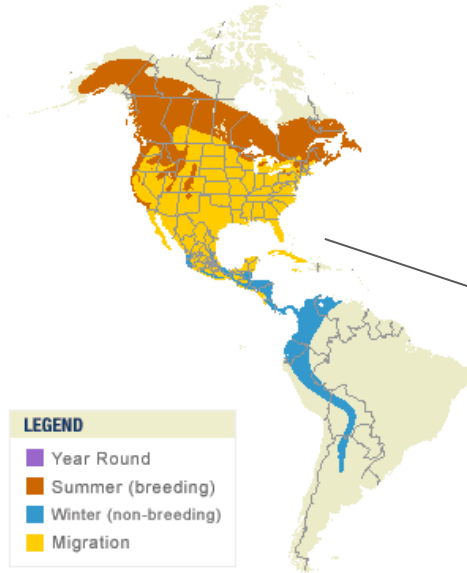 LEGEND
Year Round
Summer (breeding)
Winter (non-breeding)
Migration